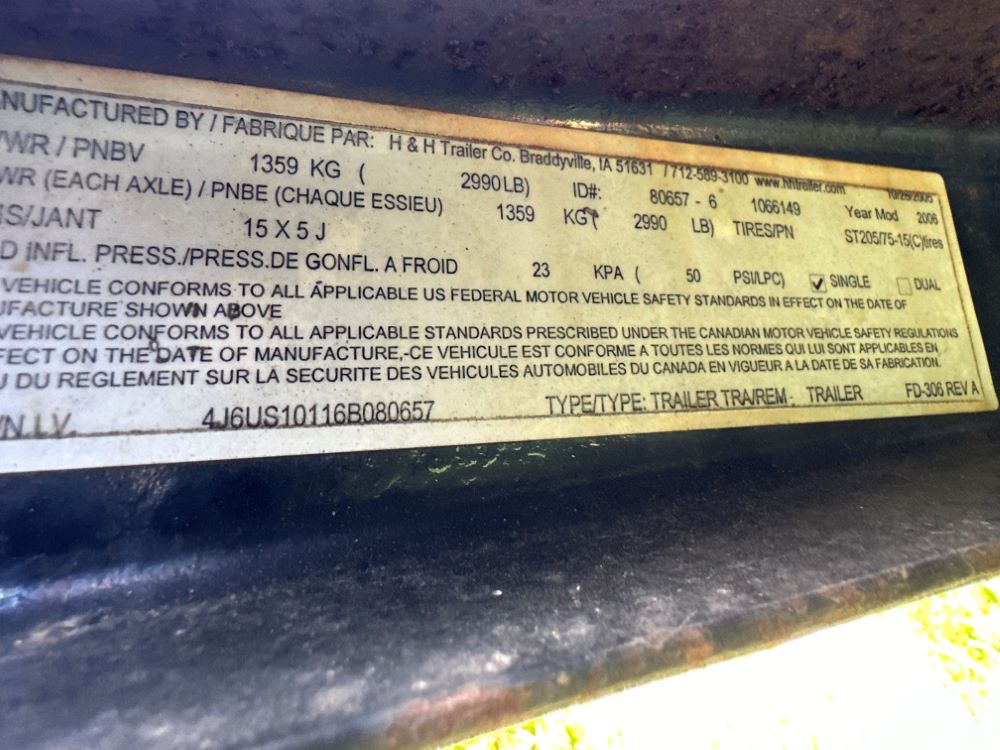 NUFACTURED BY / FABRIQUE PAR: H & H Trailer Co. Braddyville, IA 51631 / 712-589-3100 www.hhtrailer.com 10/26/2005
WR / PNBV 1359 KG ( 2990LB) ID#: 80657 - 6 1066149 Year Mod 2006
WR (EACH AXLE) / PNBE (CHAQUE ESSIEU) 1359 KG ( 2990 LB) TIRES/PN ST205/75-15(C)tires
S/JANT 15 X 5 J
D INFL. PRESS./PRESS.DE GONFL. A FROID 23 KPA ( 50 PSI/LPC) SINGLE DUAL
VEHICLE CONFORMS TO ALL APPLICABLE US FEDERAL MOTOR VEHICLE SAFETY STANDARDS IN EFFECT ON THE DATE OF
UFACTURE SHOWN ABOVE
VEHICLE CONFORMS TO ALL APPLICABLE STANDARDS PRESCRIBED UNDER THE CANADIAN MOTOR VEHICLE SAFETY REGULATIONS
FECT ON THE DATE OF MANUFACTURE,-CE VEHICULE EST CONFORME A TOUTES LES NORMES QUI LUI SONT APPLICABLES EN
U DU REGLEMENT SUR LA SECURITE DES VEHICULES AUTOMOBILES DU CANADA EN VIGUEUR A LA DATE DE SA FABRICATION.
N.I.V. 4J6US10116B080657 TYPE/TYPE: TRAILER TRA/REM - TRAILER FD-306 REV A